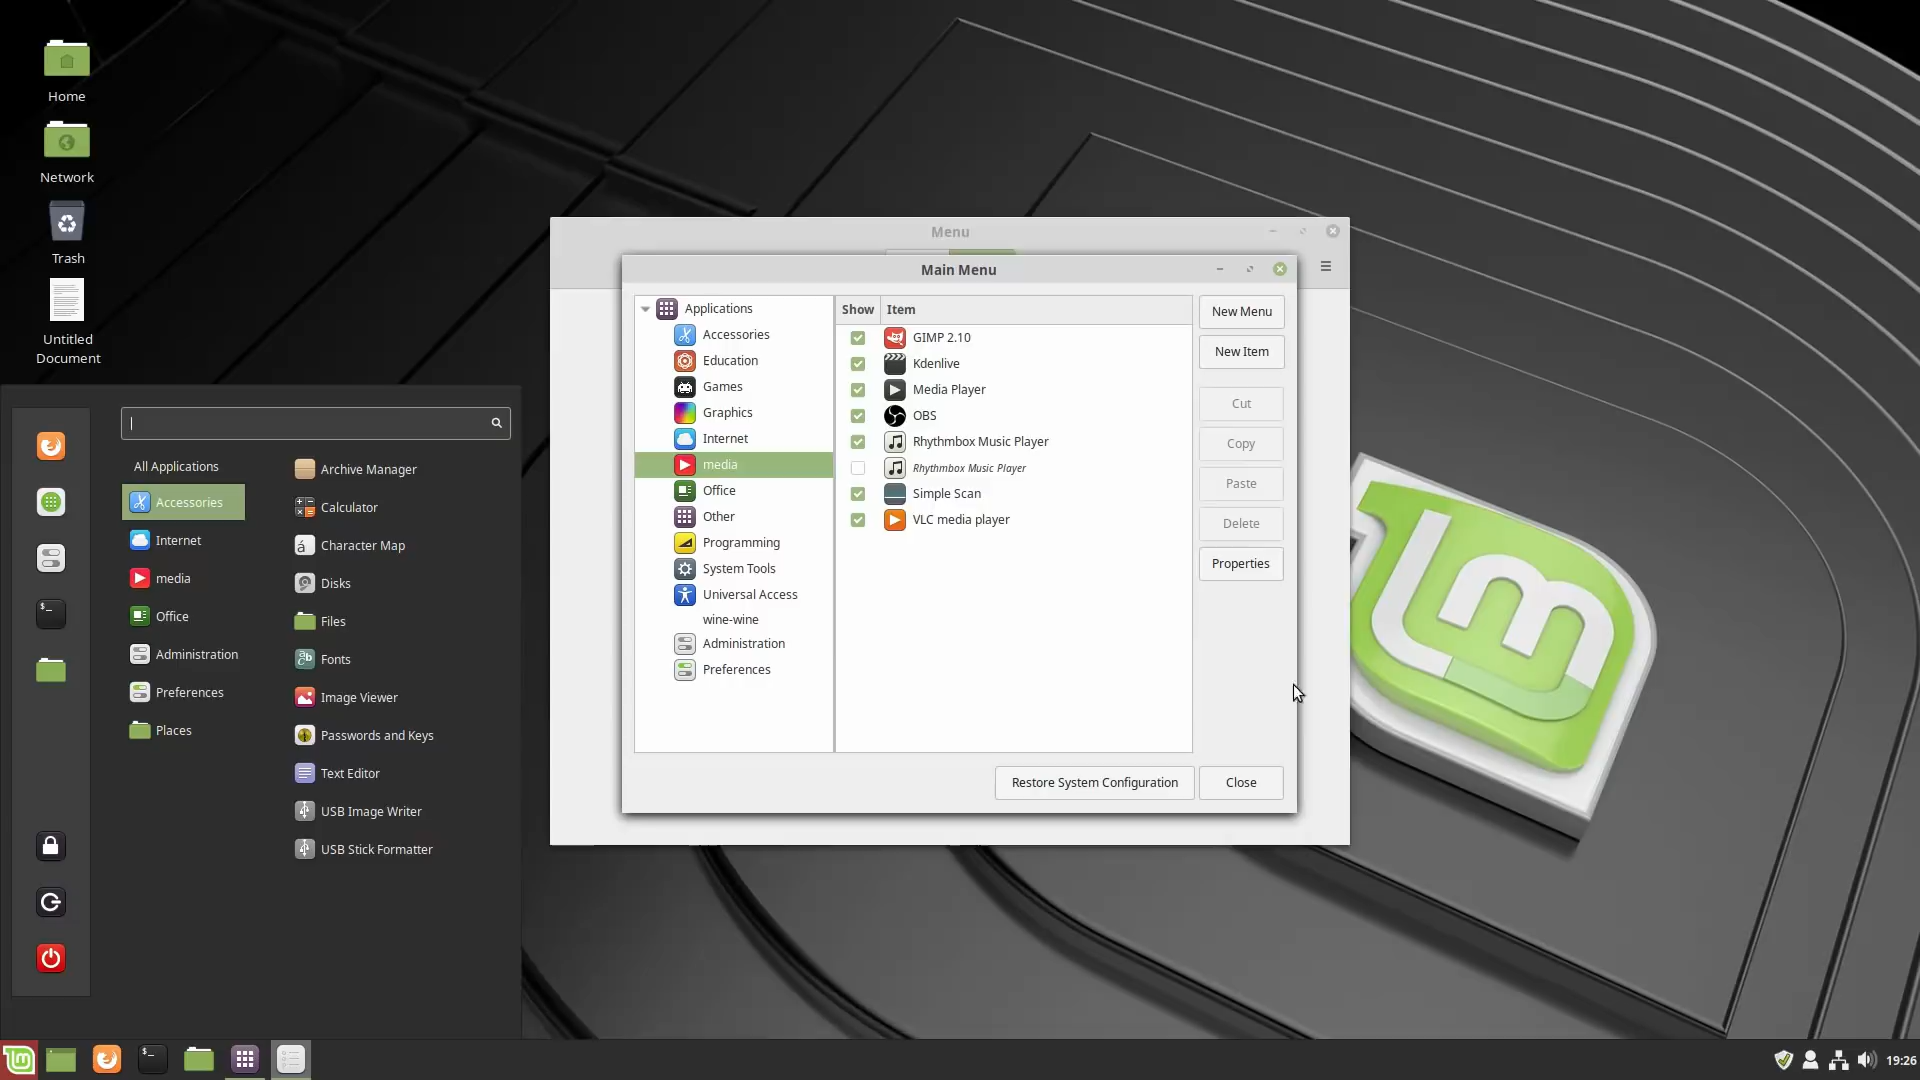 Home
Network
Trash
Untitled
Document
Menu
Main Menu
Applications
Accessories
Education
Games
Graphics
Internet
media
Office
Other
Programming
System Tools
Universal Access
wine-wine
Administration
Preferences
Show Item
GIMP 2.10
Kdenlive
Media Player
OBS
Rhythmbox Music Player
Rhythmbox Music Player
Simple Scan
VLC media player
New Menu
New Item
Cut
Copy
Paste
Delete
Properties
Restore System Configuration
Close
All Applications
Accessories
Internet
media
Office
Administration
Preferences
Places
Archive Manager
Calculator
Character Map
Disks
Files
Fonts
Image Viewer
Passwords and Keys
Text Editor
USB Image Writer
USB Stick Formatter
19:26